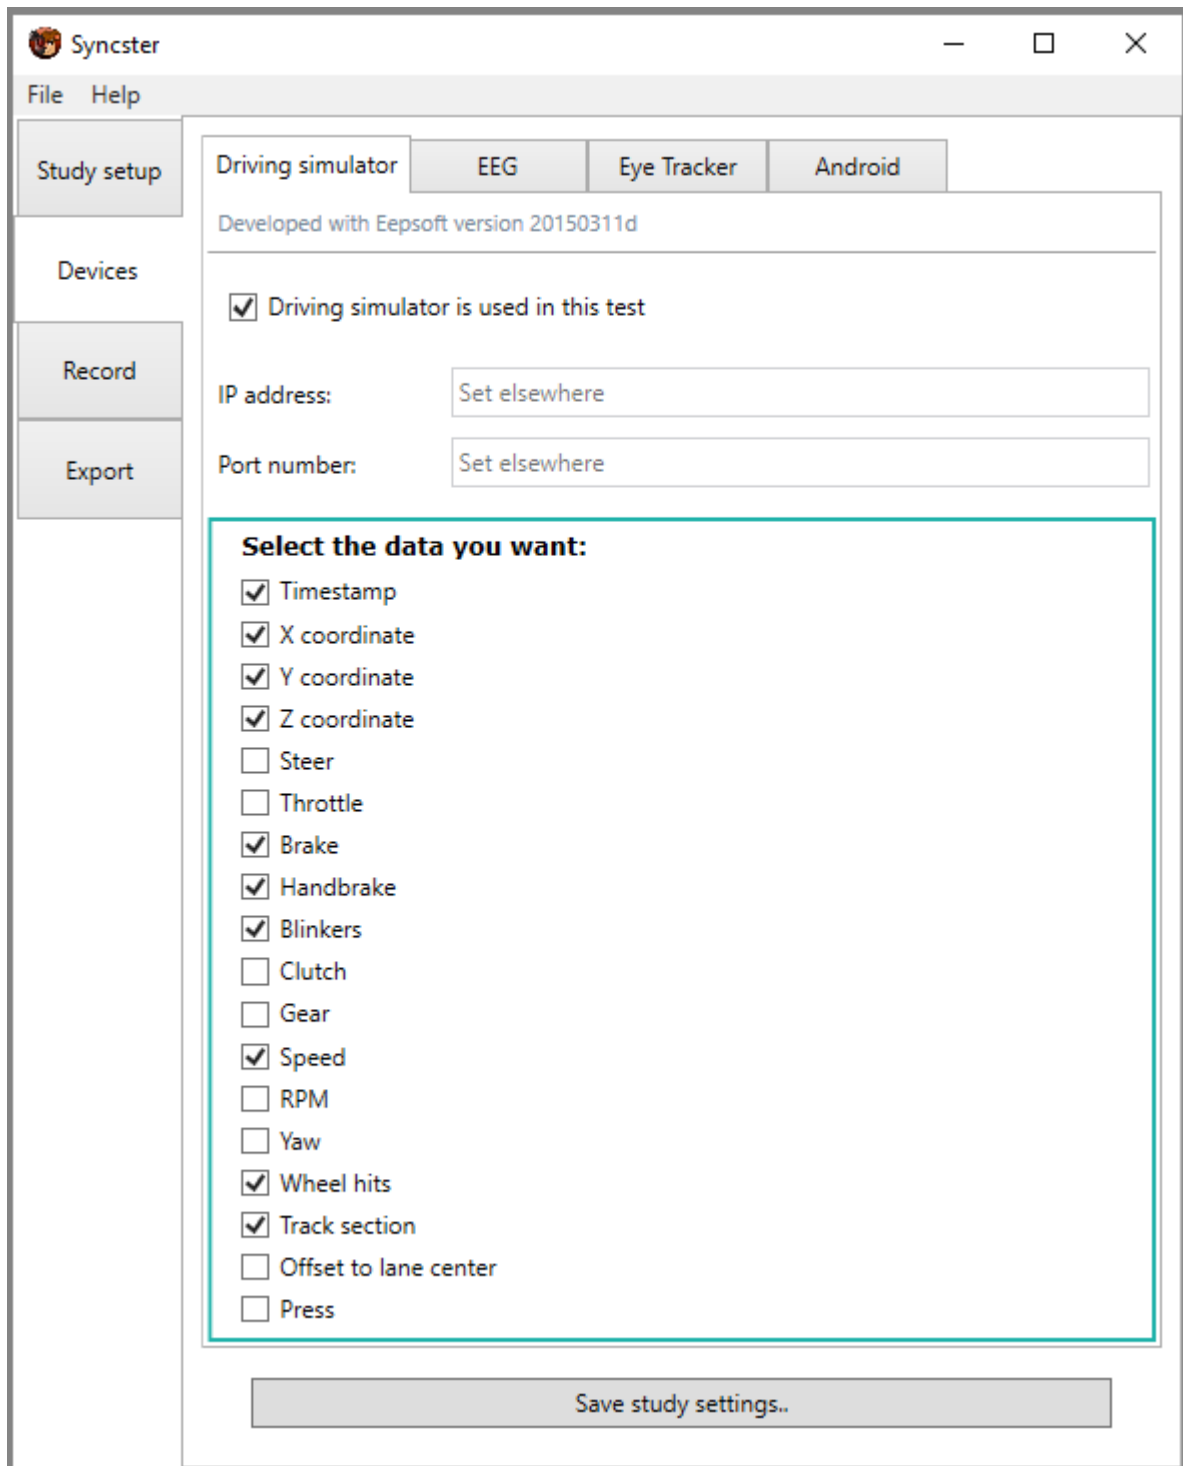 Syncster
File Help
Study setup
Devices
Record
Export
Driving simulator EEG Eye Tracker Android
Developed with Eepsoft version 20150311d
Driving simulator is used in this test
IP address: Set elsewhere
Port number: Set elsewhere
Select the data you want:
Timestamp
X coordinate
Y coordinate
Z coordinate
Steer
Throttle
Brake
Handbrake
Blinkers
Clutch
Gear
Speed
RPM
Yaw
Wheel hits
Track section
Offset to lane center
Press
Save study settings..